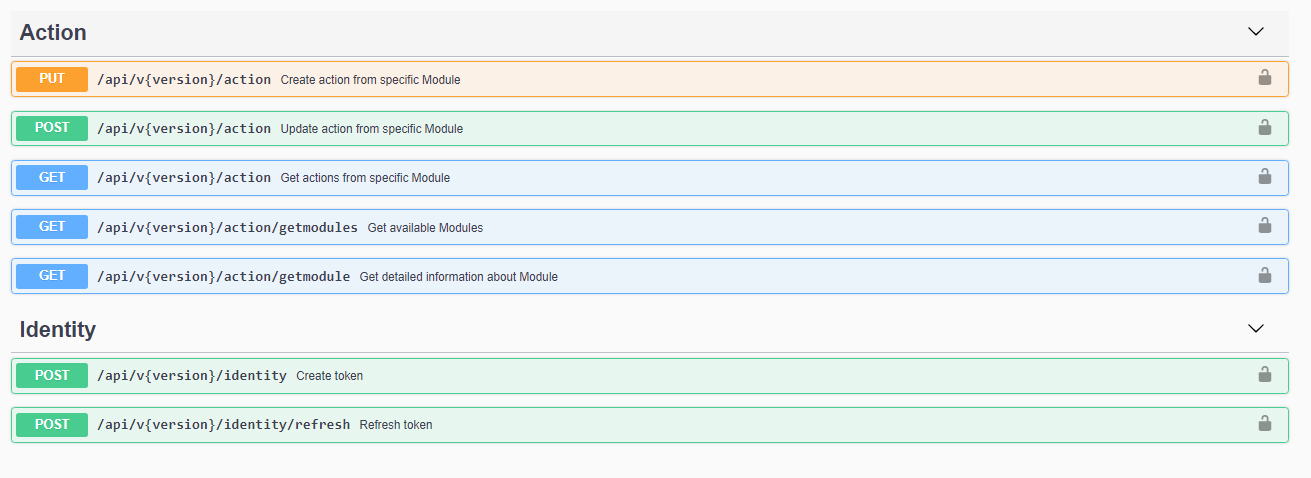 Action
PUT /api/v{version}/action Create action from specific Module
POST /api/v{version}/action Update action from specific Module
GET /api/v{version}/action Get actions from specific Module
GET /api/v{version}/action/getmodules Get available Modules
GET /api/v{version}/action/getmodule Get detailed information about Module
Identity
POST /api/v{version}/identity Create token
POST /api/v{version}/identity/refresh Refresh token